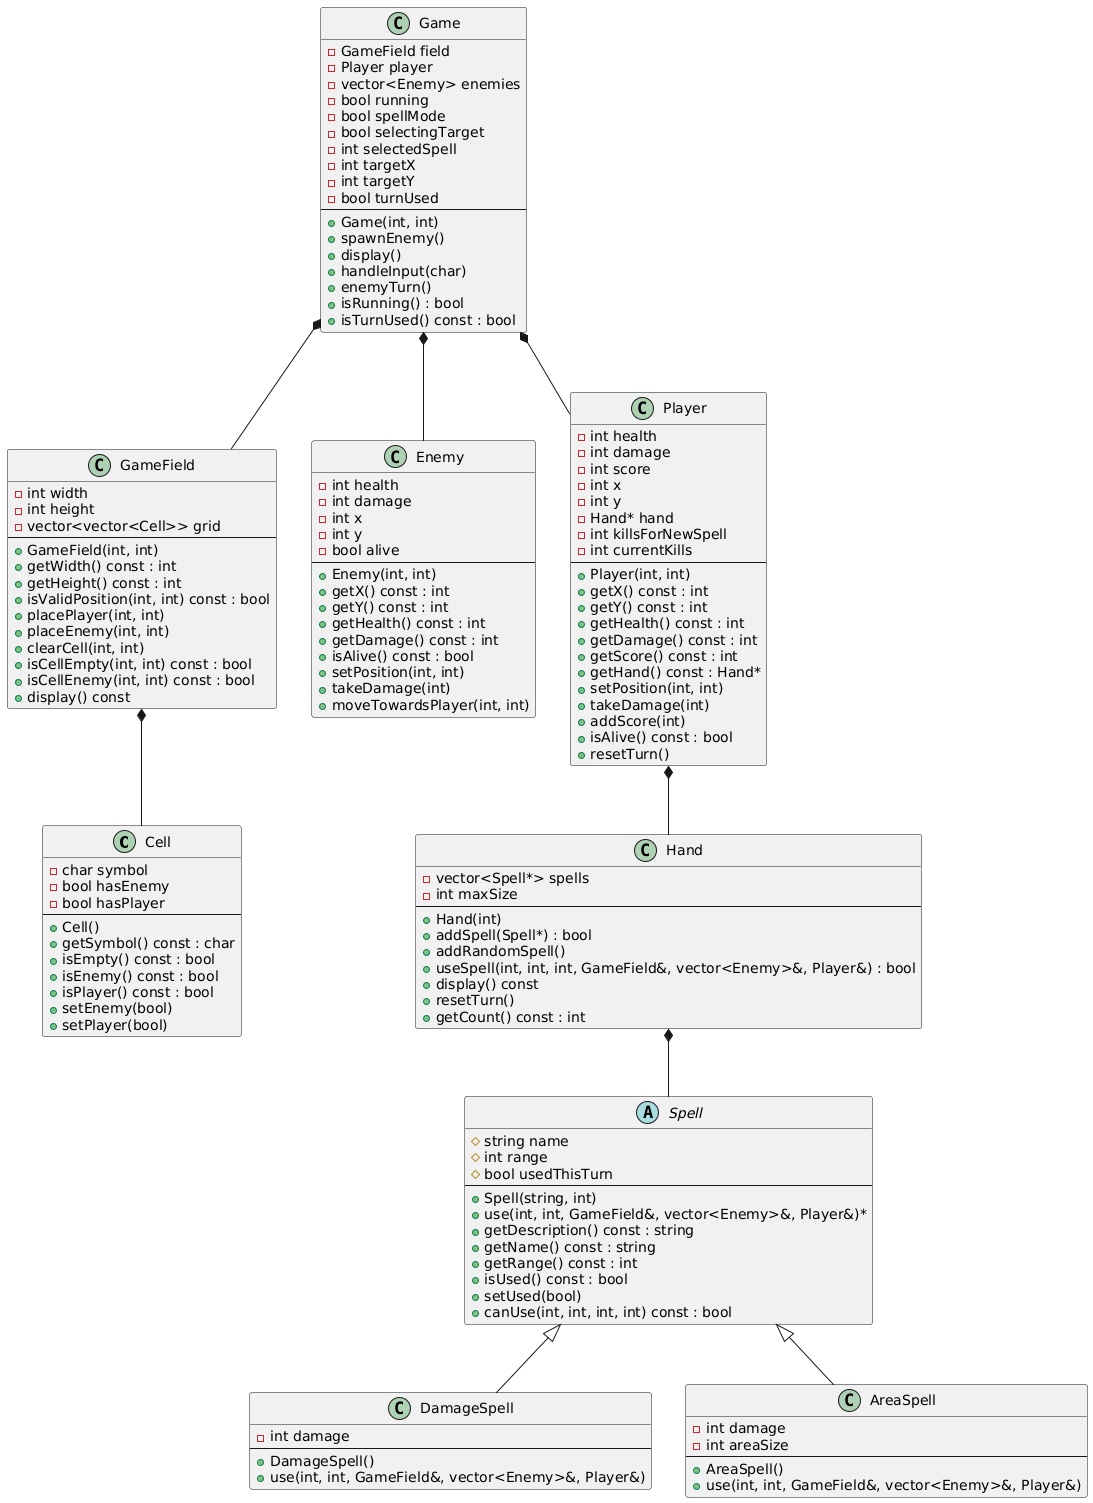 C Game
GameField field
Player player
vector<Enemy> enemies
bool running
bool spellMode
bool selectingTarget
int selectedSpell
int targetX
int targetY
bool turnUsed
Game(int, int)
spawnEnemy()
display()
handleInput(char)
enemyTurn()
isRunning() : bool
isTurnUsed() const : bool
C GameField
int width
int height
vector<vector<Cell>> grid
GameField(int, int)
getWidth() const : int
getHeight() const : int
isValidPosition(int, int) const : bool
placePlayer(int, int)
placeEnemy(int, int)
clearCell(int, int)
isCellEmpty(int, int) const : bool
isCellEnemy(int, int) const : bool
display() const
C Enemy
int health
int damage
int x
int y
bool alive
Enemy(int, int)
getX() const : int
getY() const : int
getHealth() const : int
getDamage() const : int
isAlive() const : bool
setPosition(int, int)
takeDamage(int)
moveTowardsPlayer(int, int)
C Player
int health
int damage
int score
int x
int y
Hand* hand
int killsForNewSpell
int currentKills
Player(int, int)
getX() const : int
getY() const : int
getHealth() const : int
getDamage() const : int
getScore() const : int
getHand() const : Hand*
setPosition(int, int)
takeDamage(int)
addScore(int)
isAlive() const : bool
resetTurn()
C Cell
char symbol
bool hasEnemy
bool hasPlayer
Cell()
getSymbol() const : char
isEmpty() const : bool
isEnemy() const : bool
isPlayer() const : bool
setEnemy(bool)
setPlayer(bool)
C Hand
vector<Spell*> spells
int maxSize
Hand(int)
addSpell(Spell*) : bool
addRandomSpell()
useSpell(int, int, int, GameField&, vector<Enemy>&, Player&) : bool
display() const
resetTurn()
getCount() const : int
A Spell
string name
int range
bool usedThisTurn
Spell(string, int)
use(int, int, GameField&, vector<Enemy>&, Player&)*
getDescription() const : string
getName() const : string
getRange() const : int
isUsed() const : bool
setUsed(bool)
canUse(int, int, int, int) const : bool
C DamageSpell
int damage
DamageSpell()
use(int, int, GameField&, vector<Enemy>&, Player&)
C AreaSpell
int damage
int areaSize
AreaSpell()
use(int, int, GameField&, vector<Enemy>&, Player&)